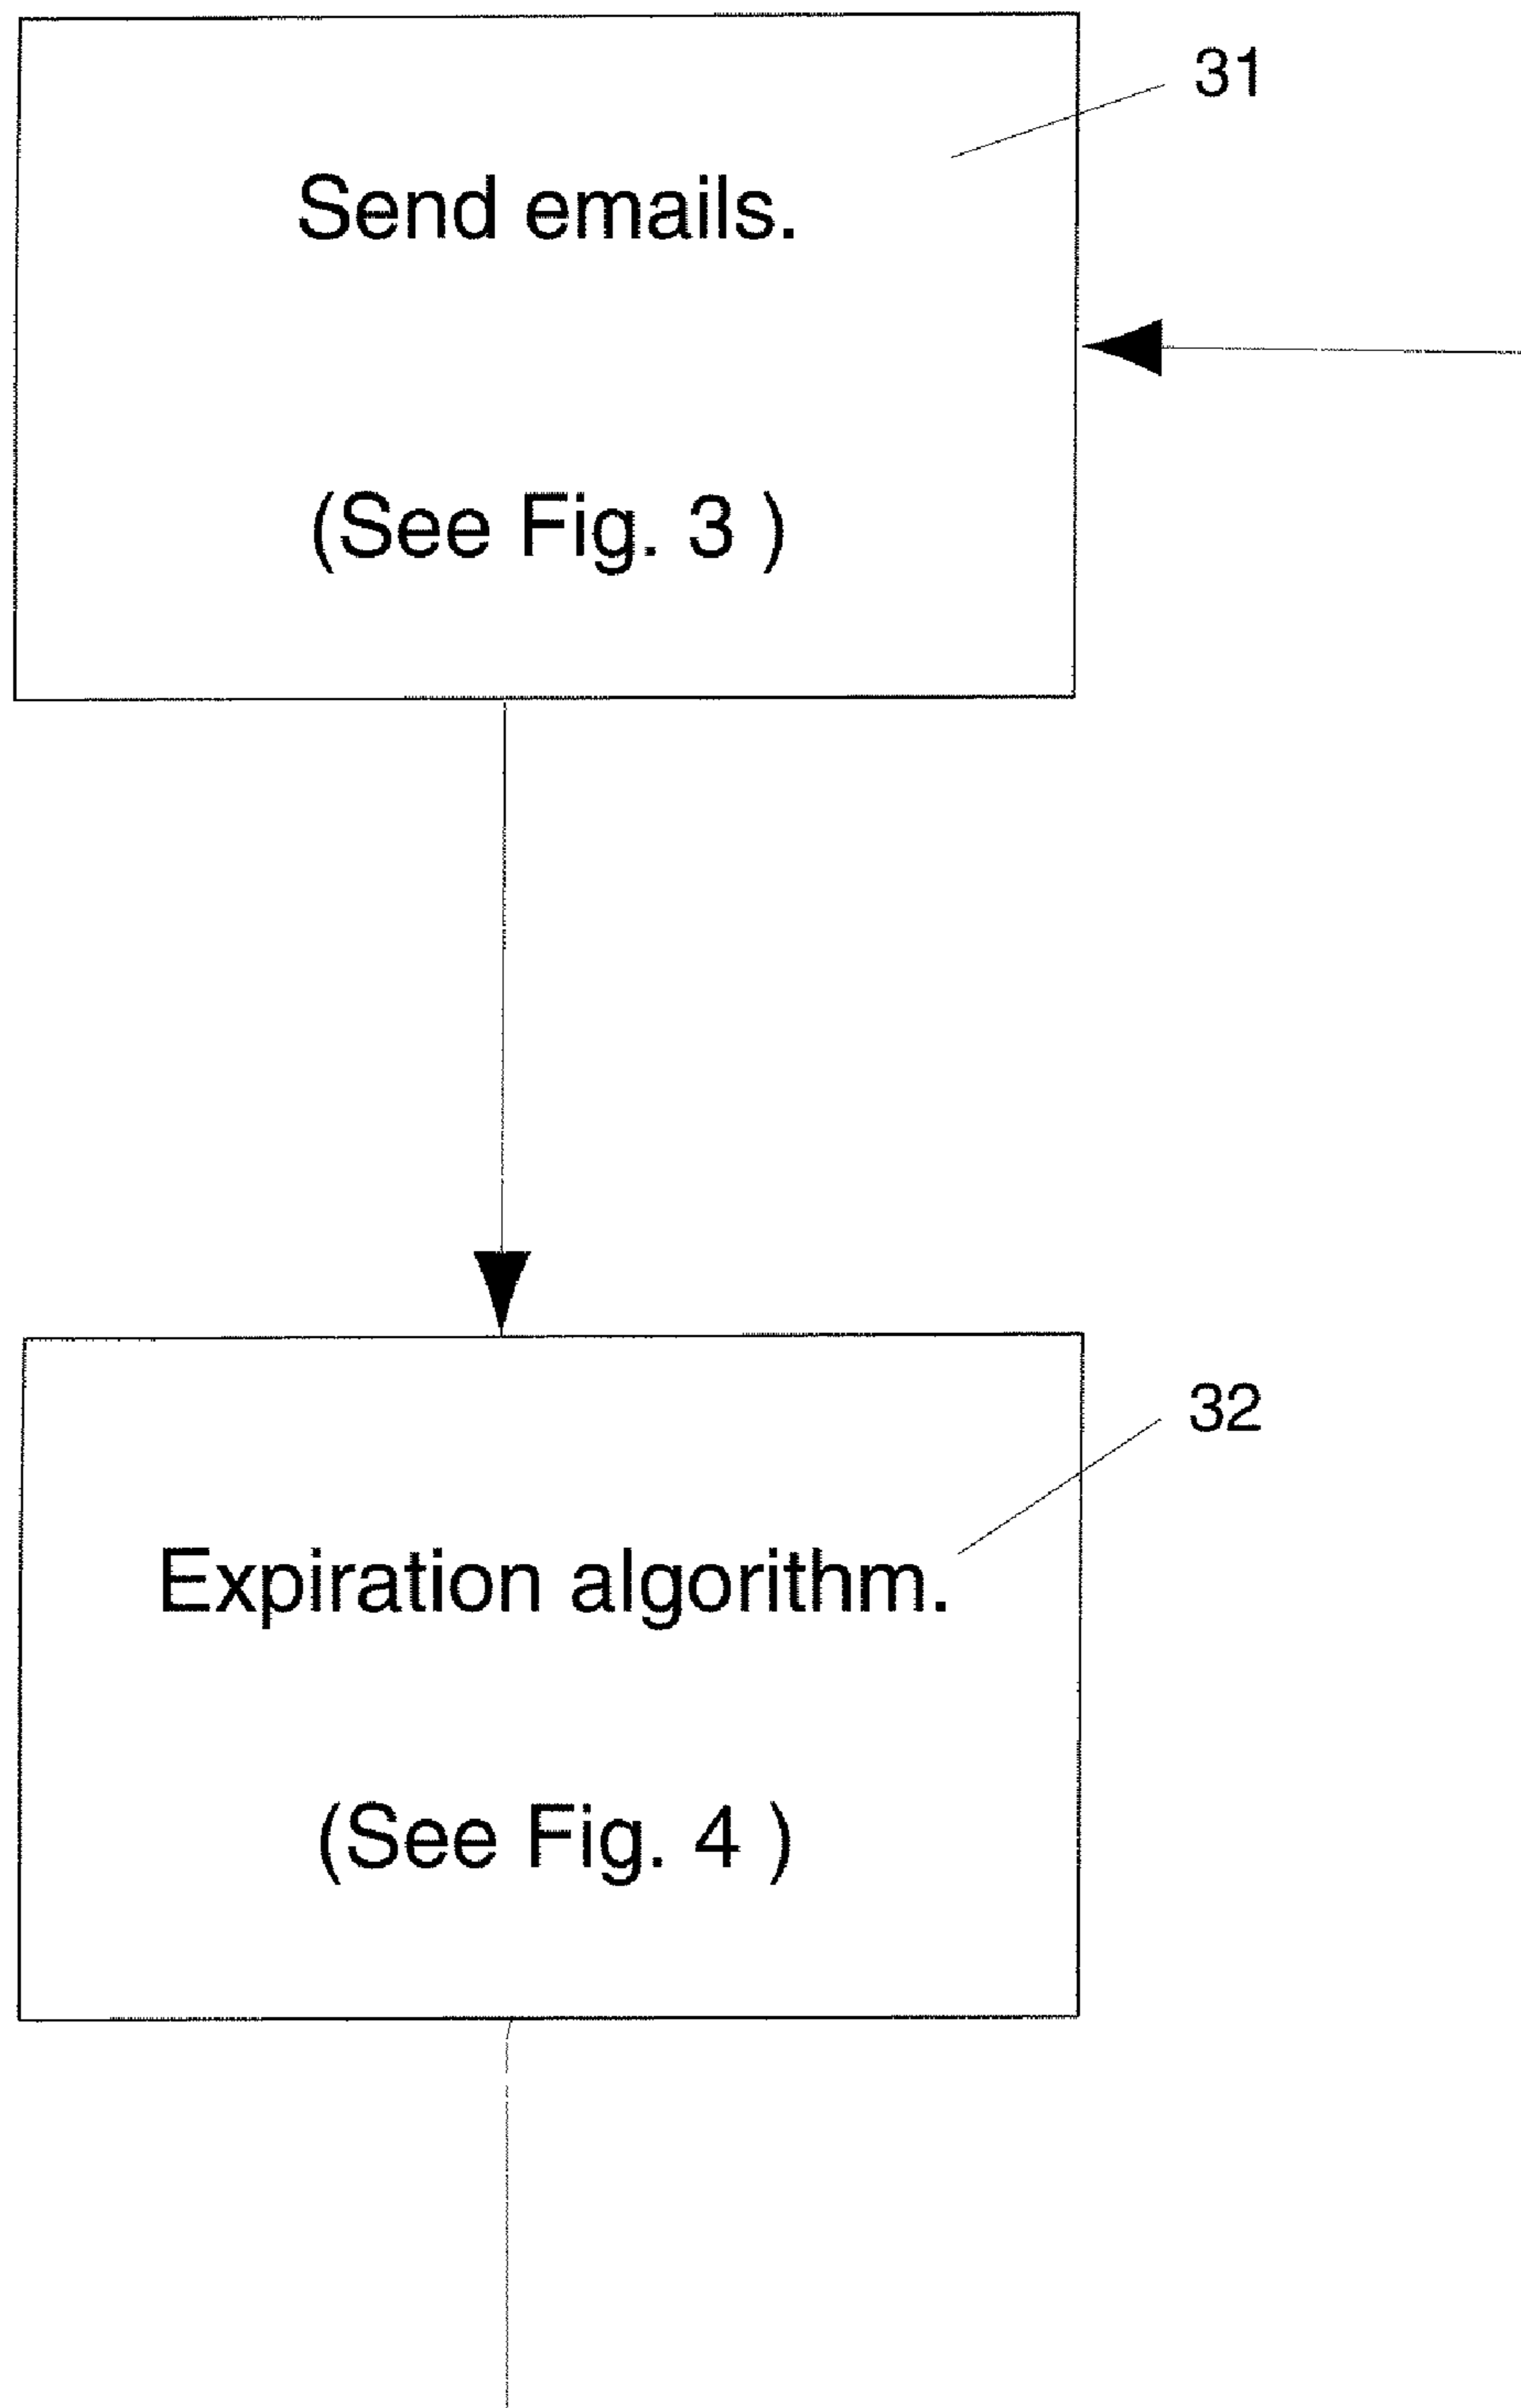 31
Send emails.
(See Fig. 3 )
32
Expiration algorithm.
(See Fig. 4 )